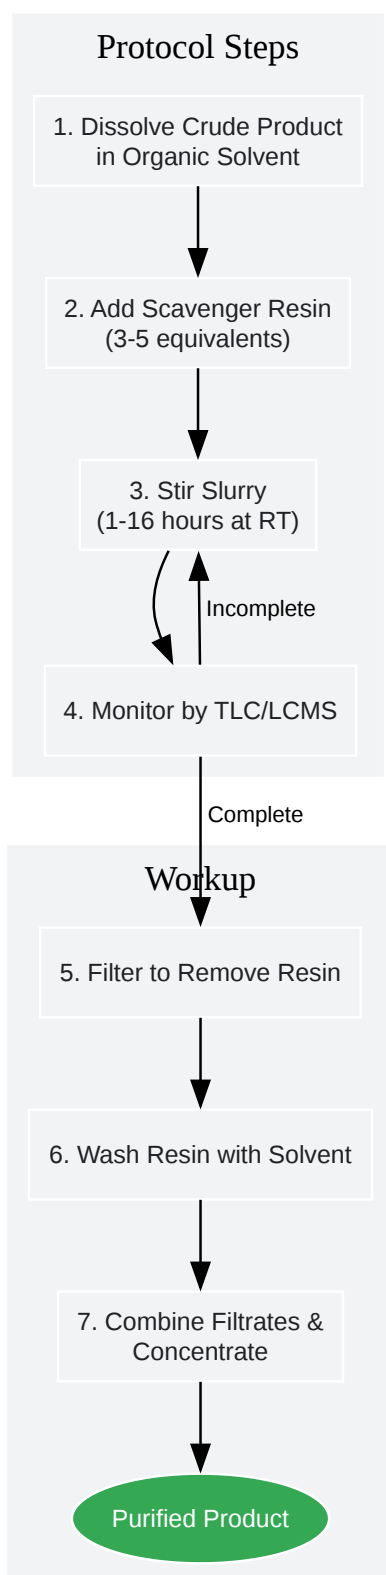 Protocol Steps
1. Dissolve Crude Product
in Organic Solvent
2. Add Scavenger Resin
(3-5 equivalents)
3. Stir Slurry
(1-16 hours at RT)
Incomplete
4. Monitor by TLC/LCMS
Complete
Workup
5. Filter to Remove Resin
6. Wash Resin with Solvent
7. Combine Filtrates &
Concentrate
Purified Product